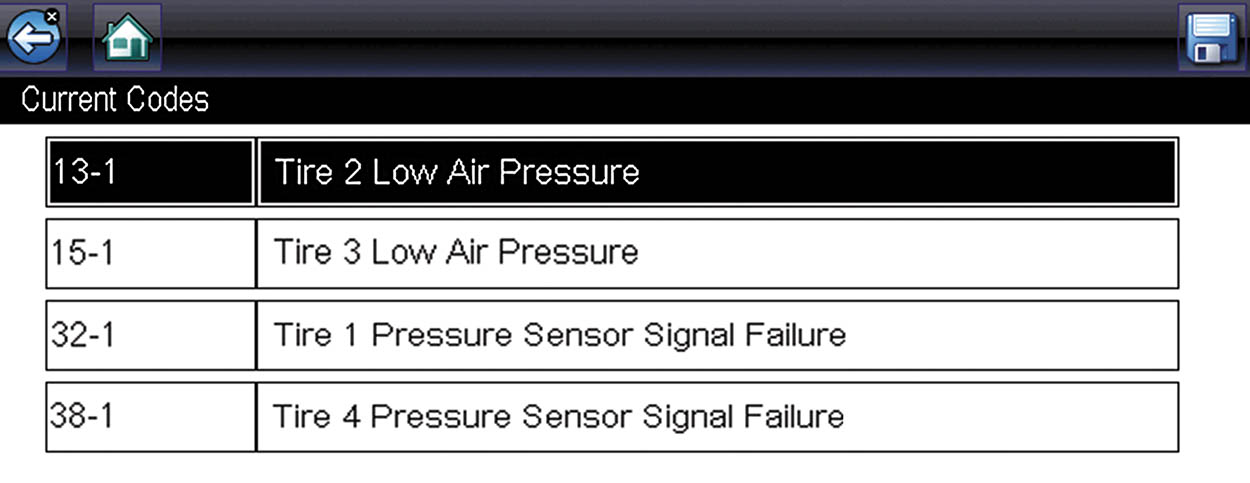 Current Codes
13-1 Tire 2 Low Air Pressure
15-1 Tire 3 Low Air Pressure
32-1 Tire 1 Pressure Sensor Signal Failure
38-1 Tire 4 Pressure Sensor Signal Failure